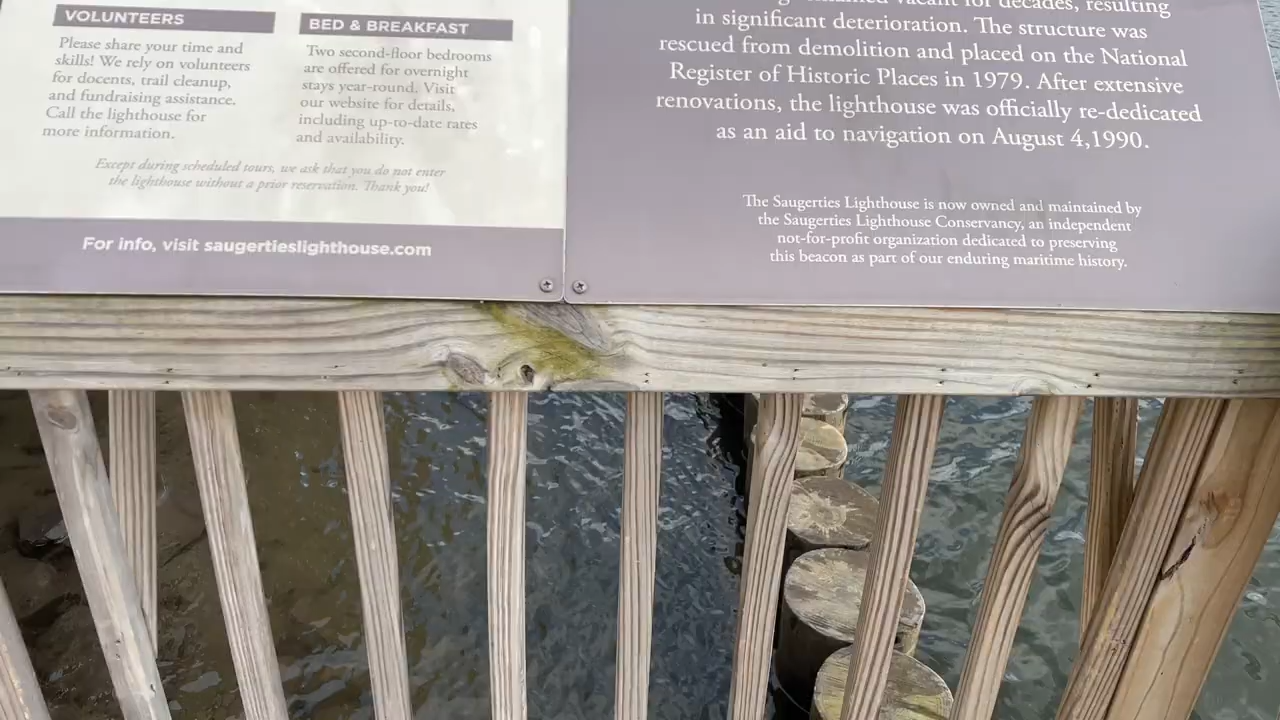 VOLUNTEERS
Please share your time and
skills! We rely on volunteers
for docents, trail cleanup,
and fundraising assistance.
Call the lighthouse for
more information.
BED & BREAKFAST
Two second-floor bedrooms
are offered for overnight
stays year-round. Visit
our website for details,
including up-to-date rates
and availability.
Except during scheduled tours, we ask that you do not enter
the lighthouse without a prior reservation. Thank you!
For info, visit saugertieslighthouse.com
vacant for decades, resulting
in significant deterioration. The structure was
rescued from demolition and placed on the National
Register of Historic Places in 1979. After extensive
renovations, the lighthouse was officially re-dedicated
as an aid to navigation on August 4,1990.
The Saugerties Lighthouse is now owned and maintained by
the Saugerties Lighthouse Conservancy, an independent
not-for-profit organization dedicated to preserving
this beacon as part of our enduring maritime history.